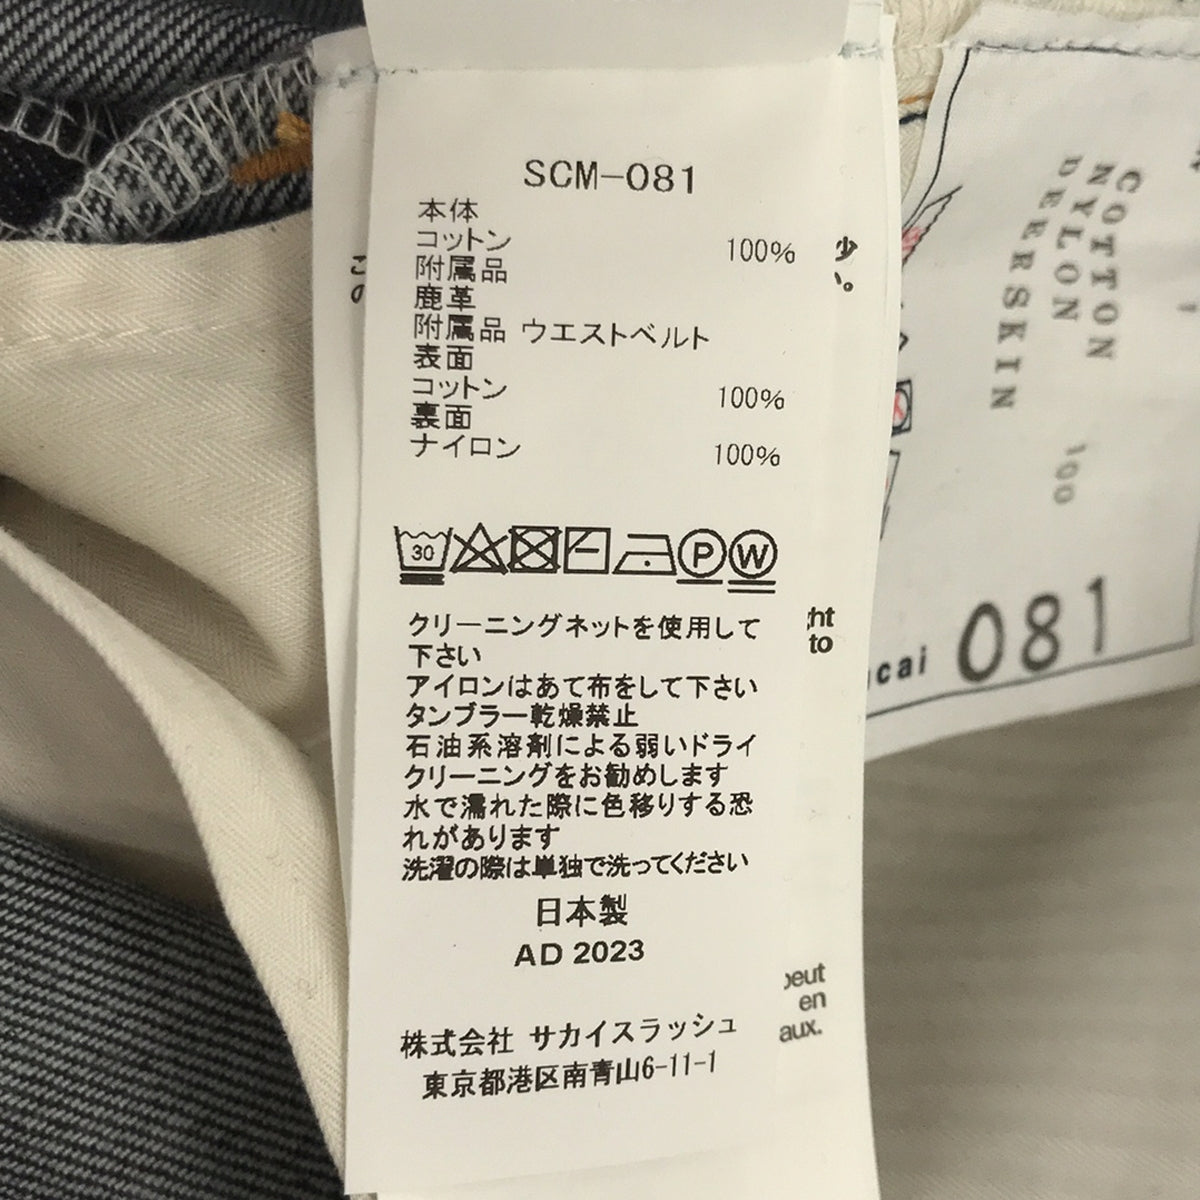 SCM-081
本体
コットン 100%
附属品
鹿革
附属品 ウエストベルト
表面
コットン 100%
裏面
ナイロン 100%
30 P W
クリーニングネットを使用して
下さい
アイロンはあて布をして下さい
タンブラー乾燥禁止
石油系溶剤による弱いドライ
クリーニングをお勧めします
水で濡れた際に色移りする恐
れがあります
洗濯の際は単独で洗ってください
日本製
AD 2023
株式会社 サカイスラッシュ
東京都港区南青山6-11-1
こ
の
少
い。
ht
to
peut
en
aux.
COTTON
NYLON 100
DEERSKIN
cai 081